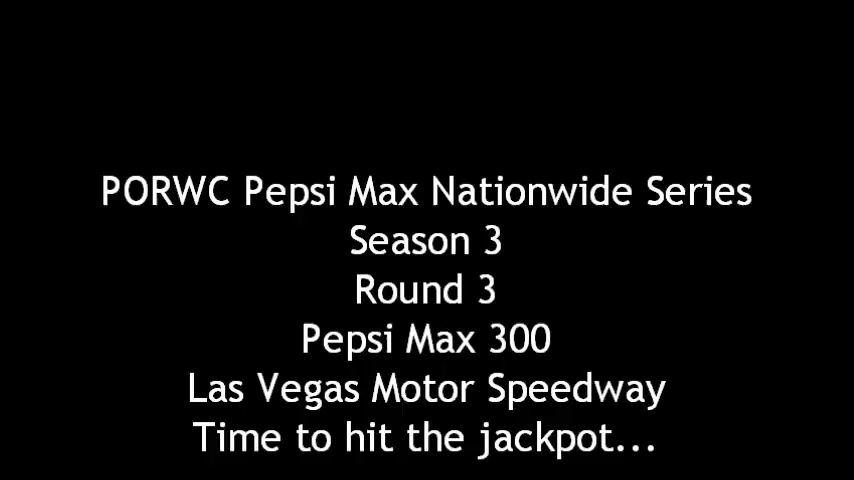 PORWC Pepsi Max Nationwide Series
Season 3
Round 3
Pepsi Max 300
Las Vegas Motor Speedway
Time to hit the jackpot...